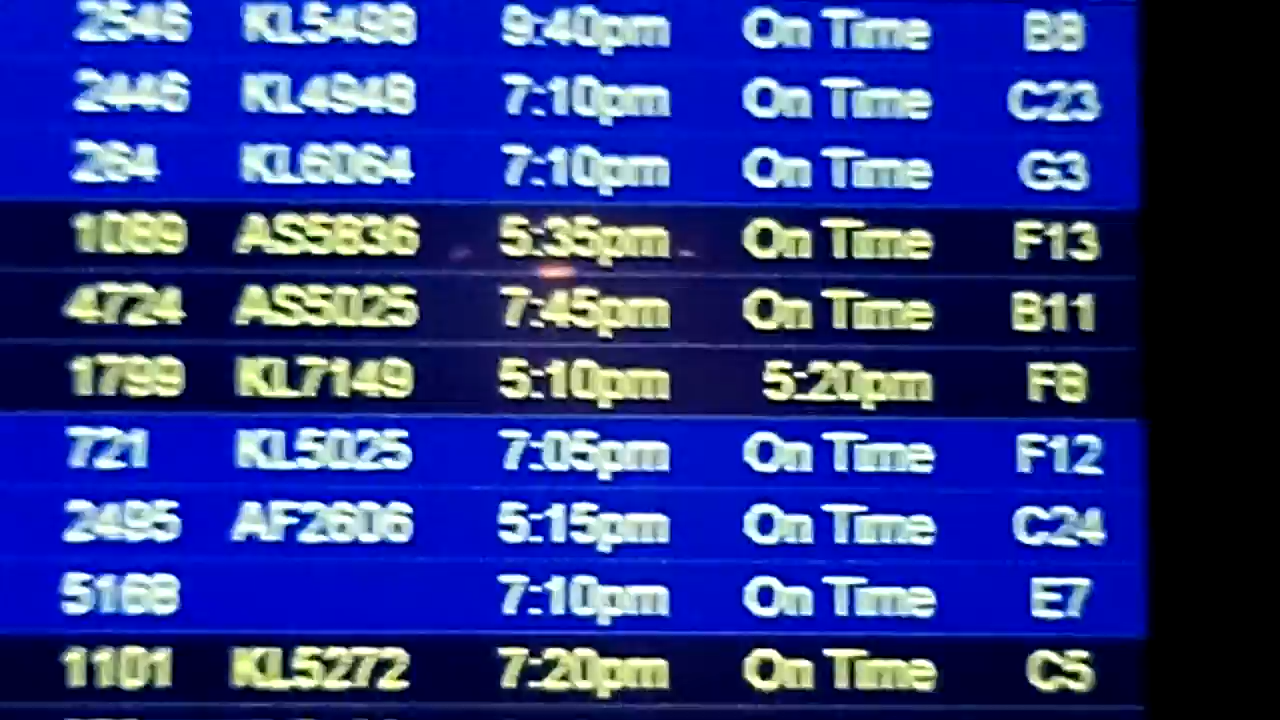 2546 KL5498 9:40pm On Time B8
2446 KL4948 7:10pm On Time C23
264 KL6064 7:10pm On Time G3
1089 AS5836 5:35pm On Time F13
4724 AS5025 7:45pm On Time B11
1799 KL7149 5:10pm 5:20pm F8
721 KL5025 7:05pm On Time F12
2495 AF2606 5:15pm On Time C24
5168 7:10pm On Time E7
1101 KL5272 7:20pm On Time C5